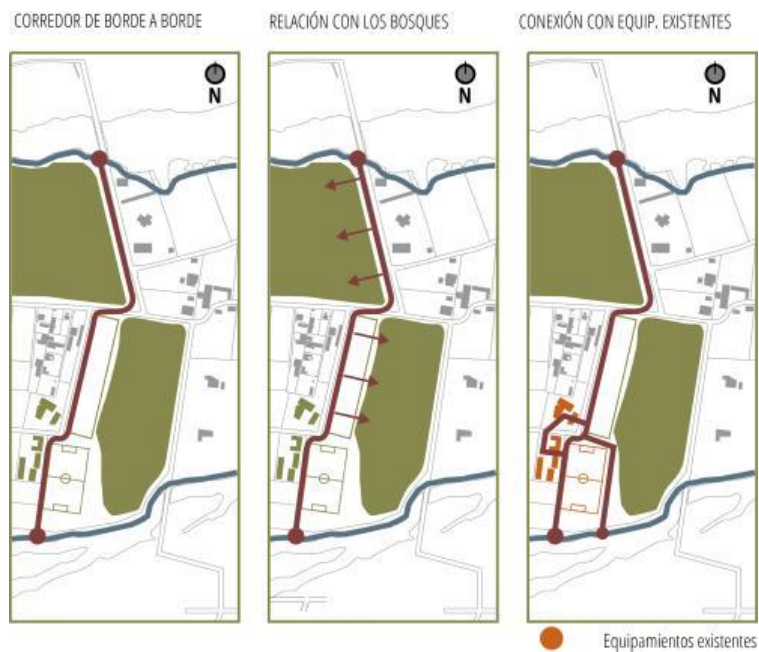 CORREDOR DE BORDE A BORDE
RELACIÓN CON LOS BOSQUES
CONEXIÓN CON EQUIP. EXISTENTES
N
N
N
Equipamientos existentes